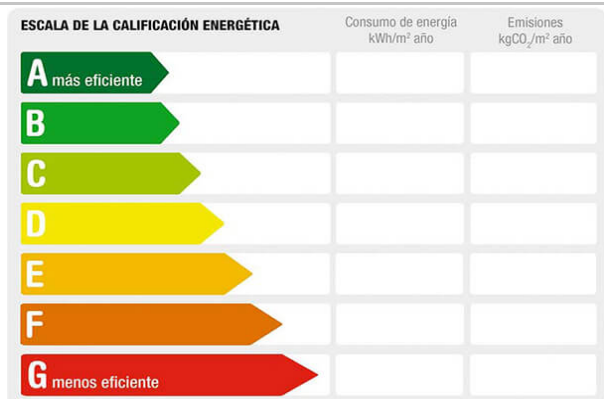 ESCALA DE LA CALIFICACIÓN ENERGÉTICA
Consumo de energía
kWh/m² año
Emisiones
kgCO₂/m² año
A más eficiente
B
C
D
E
F
G menos eficiente